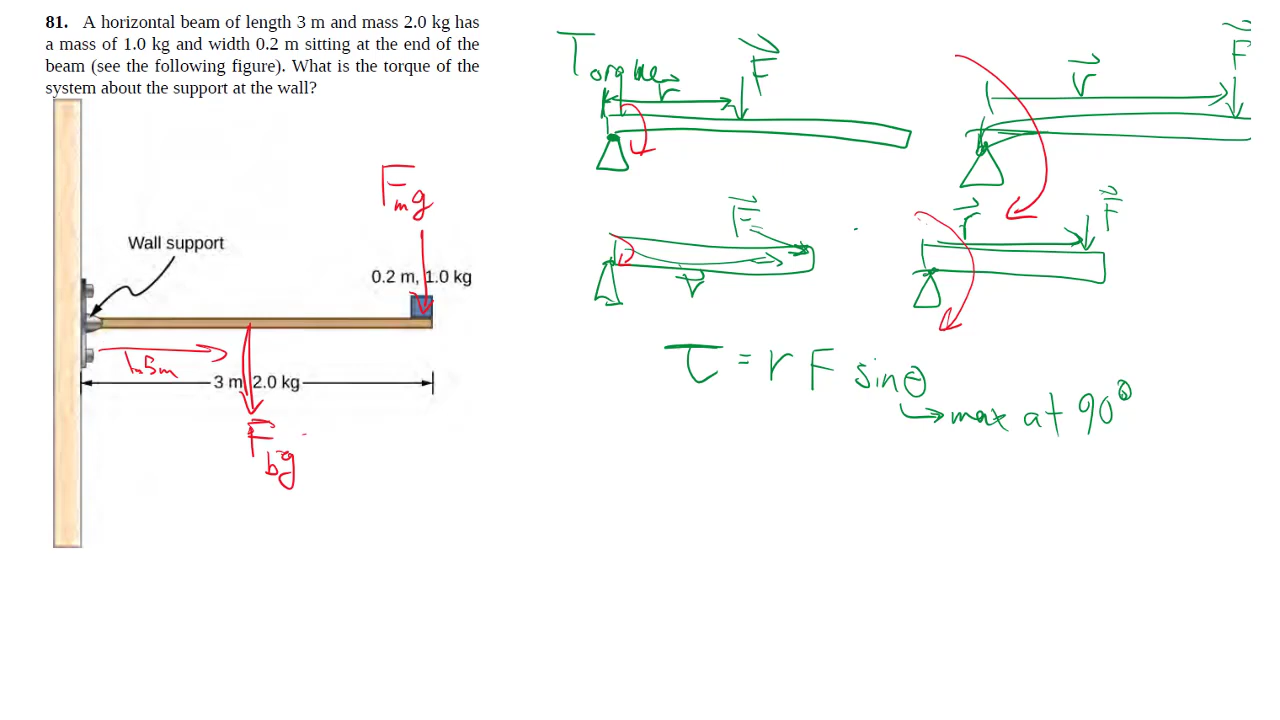 81. A horizontal beam of length 3 m and mass 2.0 kg has
a mass of 1.0 kg and width 0.2 m sitting at the end of the
beam (see the following figure). What is the torque of the
system about the support at the wall?
Fmg
Wall support
0.2 m, 1.0 kg
1.5m
3 m, 2.0 kg
Fbg
Torque
r
F
r
F
F
r
r
F
τ = r F sin θ
→ max at 90°